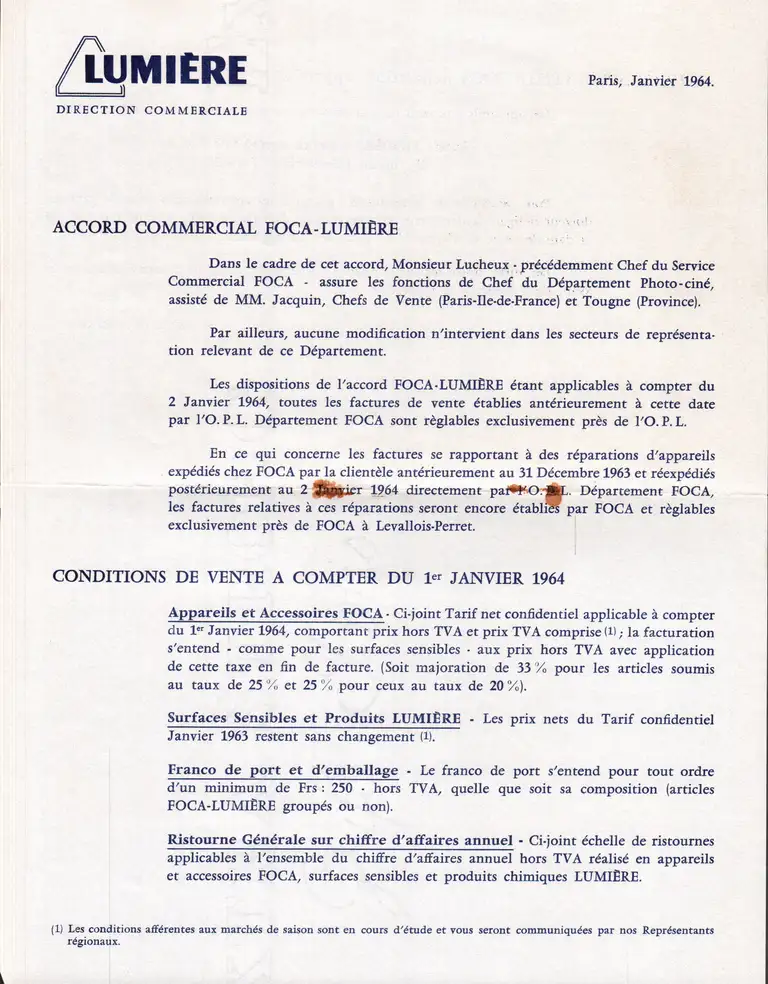 LUMIÈRE
DIRECTION COMMERCIALE
Paris, Janvier 1964.
ACCORD COMMERCIAL FOCA-LUMIÈRE
Dans le cadre de cet accord, Monsieur Lucheux - précédemment Chef du Service
Commercial FOCA - assure les fonctions de Chef du Département Photo-ciné,
assisté de MM. Jacquin, Chefs de Vente (Paris-Ile-de-France) et Tougne (Province).
Par ailleurs, aucune modification n'intervient dans les secteurs de représenta-
tion relevant de ce Département.
Les dispositions de l'accord FOCA-LUMIÈRE étant applicables à compter du
2 Janvier 1964, toutes les factures de vente établies antérieurement à cette date
par l'O.P.L. Département FOCA sont règlables exclusivement près de l'O.P.L.
En ce qui concerne les factures se rapportant à des réparations d'appareils
expédiés chez FOCA par la clientèle antérieurement au 31 Décembre 1963 et réexpédiés
postérieurement au 2 Janvier 1964 directement par l'O.P.L. Département FOCA,
les factures relatives à ces réparations seront encore établies par FOCA et règlables
exclusivement près de FOCA à Levallois-Perret.
CONDITIONS DE VENTE A COMPTER DU 1er JANVIER 1964
Appareils et Accessoires FOCA - Ci-joint Tarif net confidentiel applicable à compter
du 1er Janvier 1964, comportant prix hors TVA et prix TVA comprise (1) ; la facturation
s'entend - comme pour les surfaces sensibles - aux prix hors TVA avec application
de cette taxe en fin de facture. (Soit majoration de 33 % pour les articles soumis
au taux de 25 % et 25 % pour ceux au taux de 20 %).
Surfaces Sensibles et Produits LUMIÈRE - Les prix nets du Tarif confidentiel
Janvier 1963 restent sans changement (1).
Franco de port et d'emballage - Le franco de port s'entend pour tout ordre
d'un minimum de Frs : 250 - hors TVA, quelle que soit sa composition (articles
FOCA-LUMIÈRE groupés ou non).
Ristourne Générale sur chiffre d'affaires annuel - Ci-joint échelle de ristournes
applicables à l'ensemble du chiffre d'affaires annuel hors TVA réalisé en appareils
et accessoires FOCA, surfaces sensibles et produits chimiques LUMIÈRE.
(1) Les conditions afférentes aux marchés de saison sont en cours d'étude et vous seront communiquées par nos Représentants
régionaux.